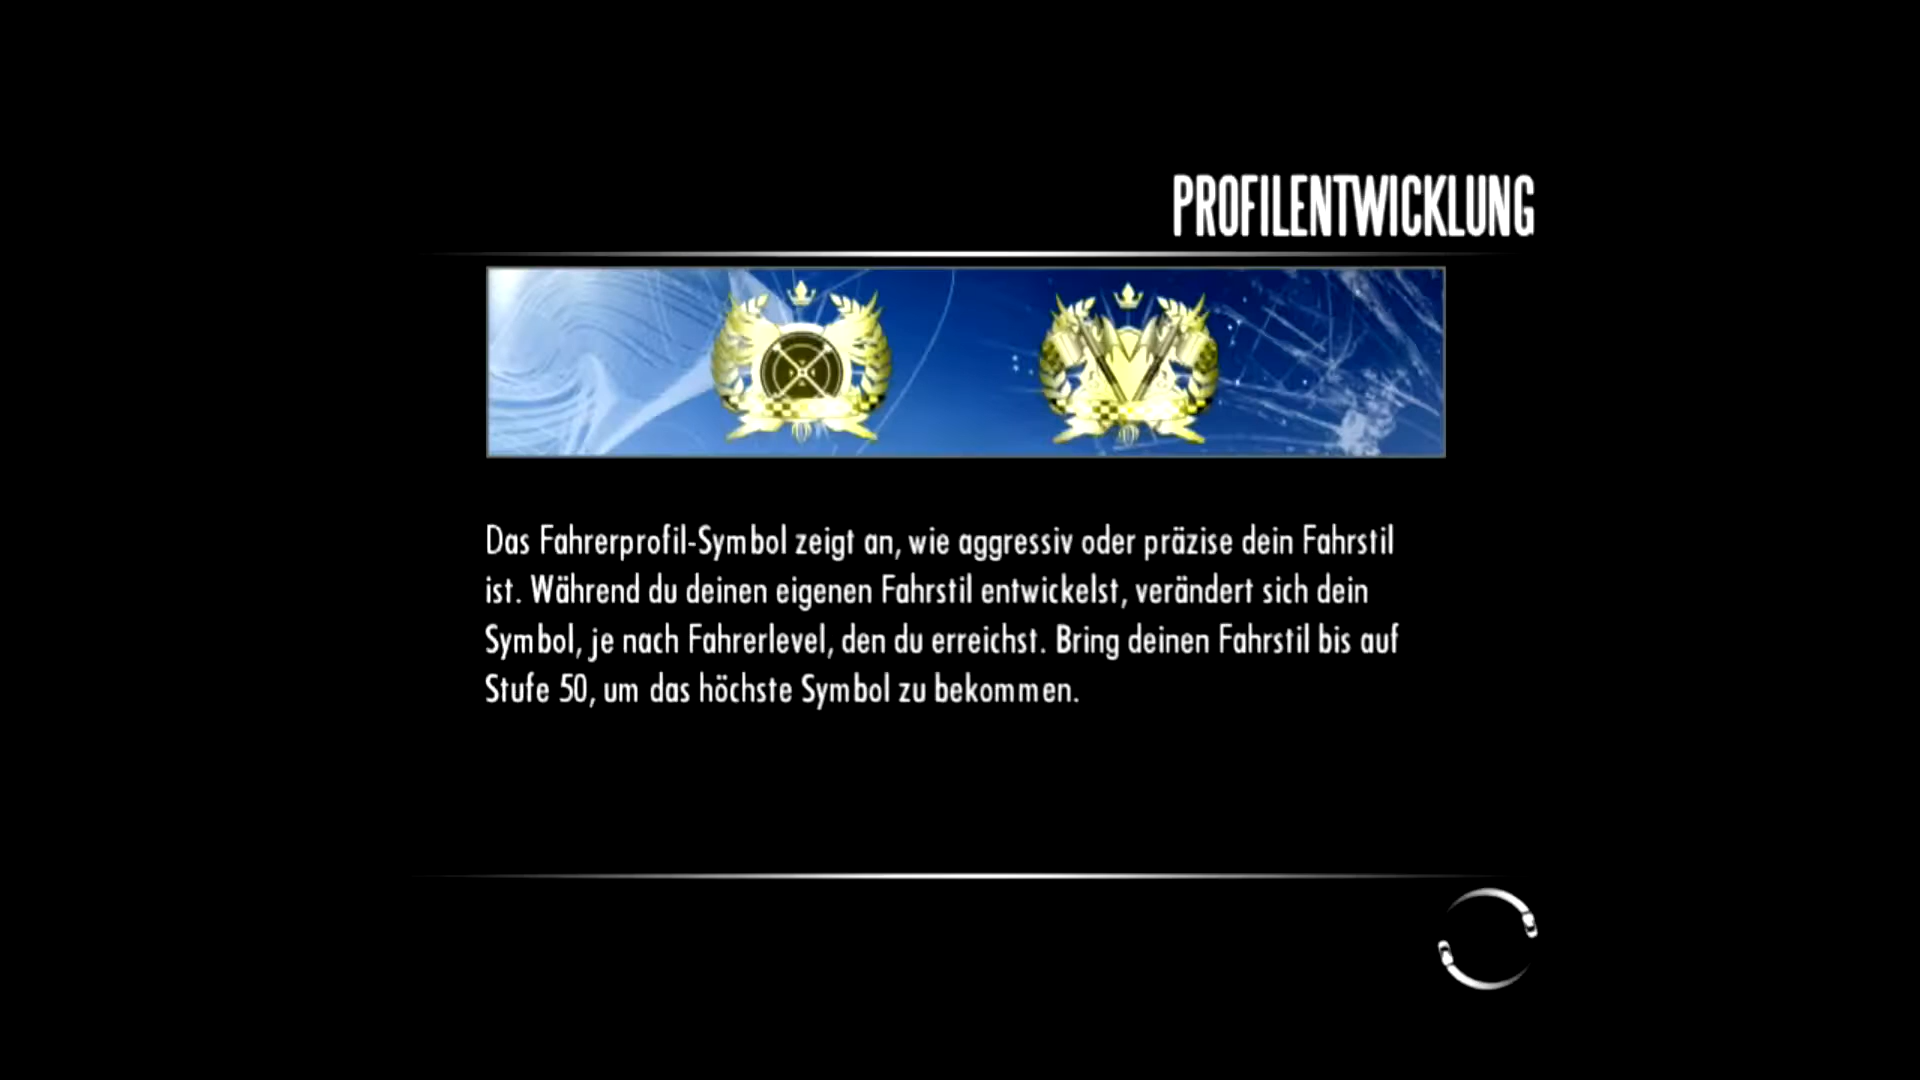 PROFILENTWICKLUNG
Das Fahrerprofil-Symbol zeigt an, wie aggressiv oder präzise dein Fahrstil
ist. Während du deinen eigenen Fahrstil entwickelst, verändert sich dein
Symbol, je nach Fahrerlevel, den du erreichst. Bring deinen Fahrstil bis auf
Stufe 50, um das höchste Symbol zu bekommen.